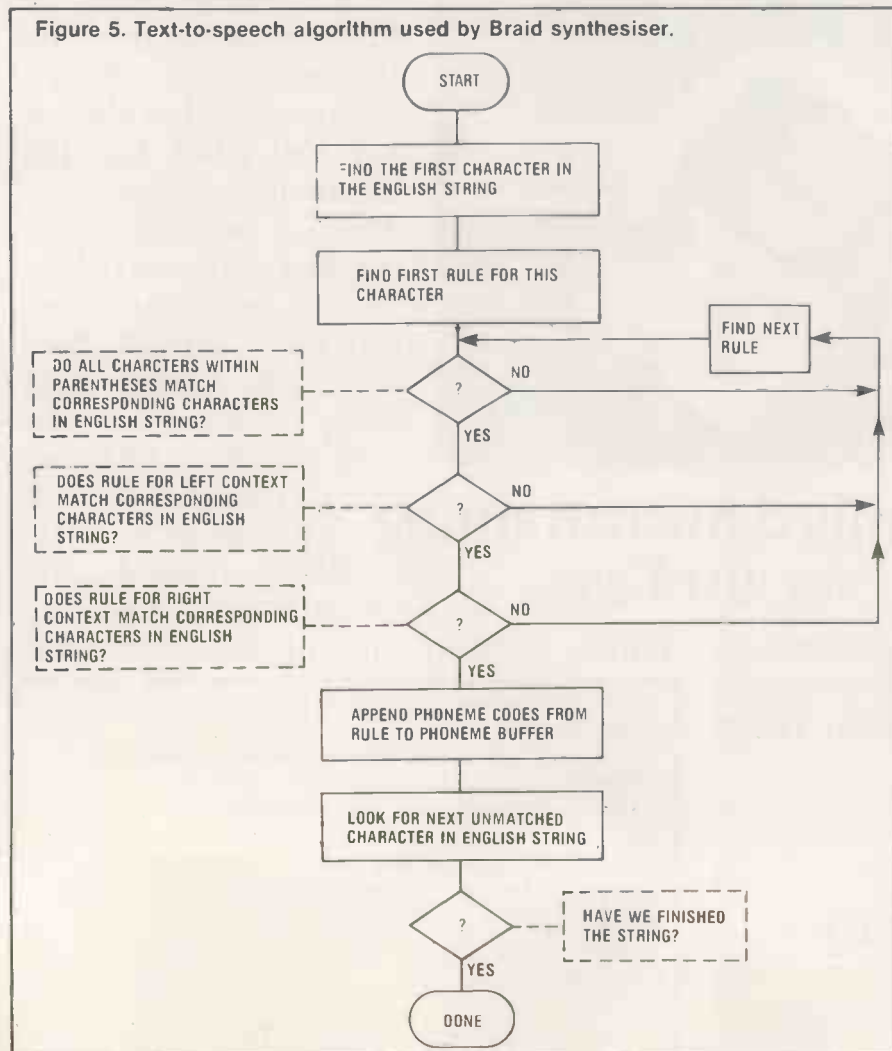 Figure 5. Text-to-speech algorithm used by Braid synthesiser.
START
FIND THE FIRST CHARACTER IN
THE ENGLISH STRING
FIND FIRST RULE FOR THIS
CHARACTER
FIND NEXT
RULE
DO ALL CHARCTERS WITHIN
PARENTHESES MATCH
CORRESPONDING CHARACTERS
IN ENGLISH STRING?
?
NO
YES
DOES RULE FOR LEFT CONTEXT
MATCH CORRESPONDING
CHARACTERS IN ENGLISH
STRING?
?
NO
YES
DOES RULE FOR RIGHT
CONTEXT MATCH CORRESPONDING
CHARACTERS IN ENGLISH
STRING?
?
NO
YES
APPEND PHONEME CODES FROM
RULE TO PHONEME BUFFER
LOOK FOR NEXT UNMATCHED
CHARACTER IN ENGLISH STRING
?
HAVE WE FINISHED
THE STRING?
YES
DONE